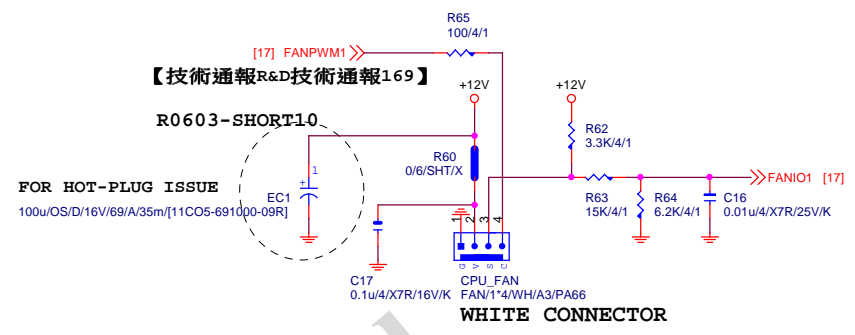 R65
100/4/1
[17] FANPWM1
【技術通報R&D技術通報169】
+12V
+12V
R0603-SHORT10
R62
3.3K/4/1
1
+
R60
0/6/SHT/X
FANIO1 [17]
FOR HOT-PLUG ISSUE
EC1
100u/OS/D/16V/69/A/35m/[11CO5-691000-09R]
R63
15K/4/1
R64
6.2K/4/1
C16
0.01u/4/X7R/25V/K
1 2 3 4
G V S C
C17
0.1u/4/X7R/16V/K
CPU_FAN
FAN/1*4/WH/A3/PA66
WHITE CONNECTOR